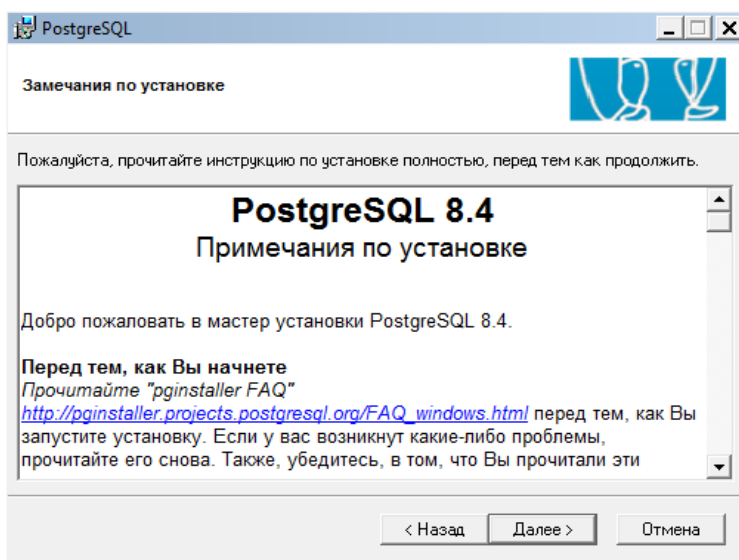 PostgreSQL
Замечания по установке
Пожалуйста, прочитайте инструкцию по установке полностью, перед тем как продолжить.
PostgreSQL 8.4
Примечания по установке
Добро пожаловать в мастер установки PostgreSQL 8.4.
Перед тем, как Вы начнете
Прочитайте "pginstaller FAQ"
http://pginstaller.projects.postgresql.org/FAQ_windows.html перед тем, как Вы
запустите установку. Если у вас возникнут какие-либо проблемы,
прочитайте его снова. Также, убедитесь, в том, что Вы прочитали эти
< Назад Далее > Отмена